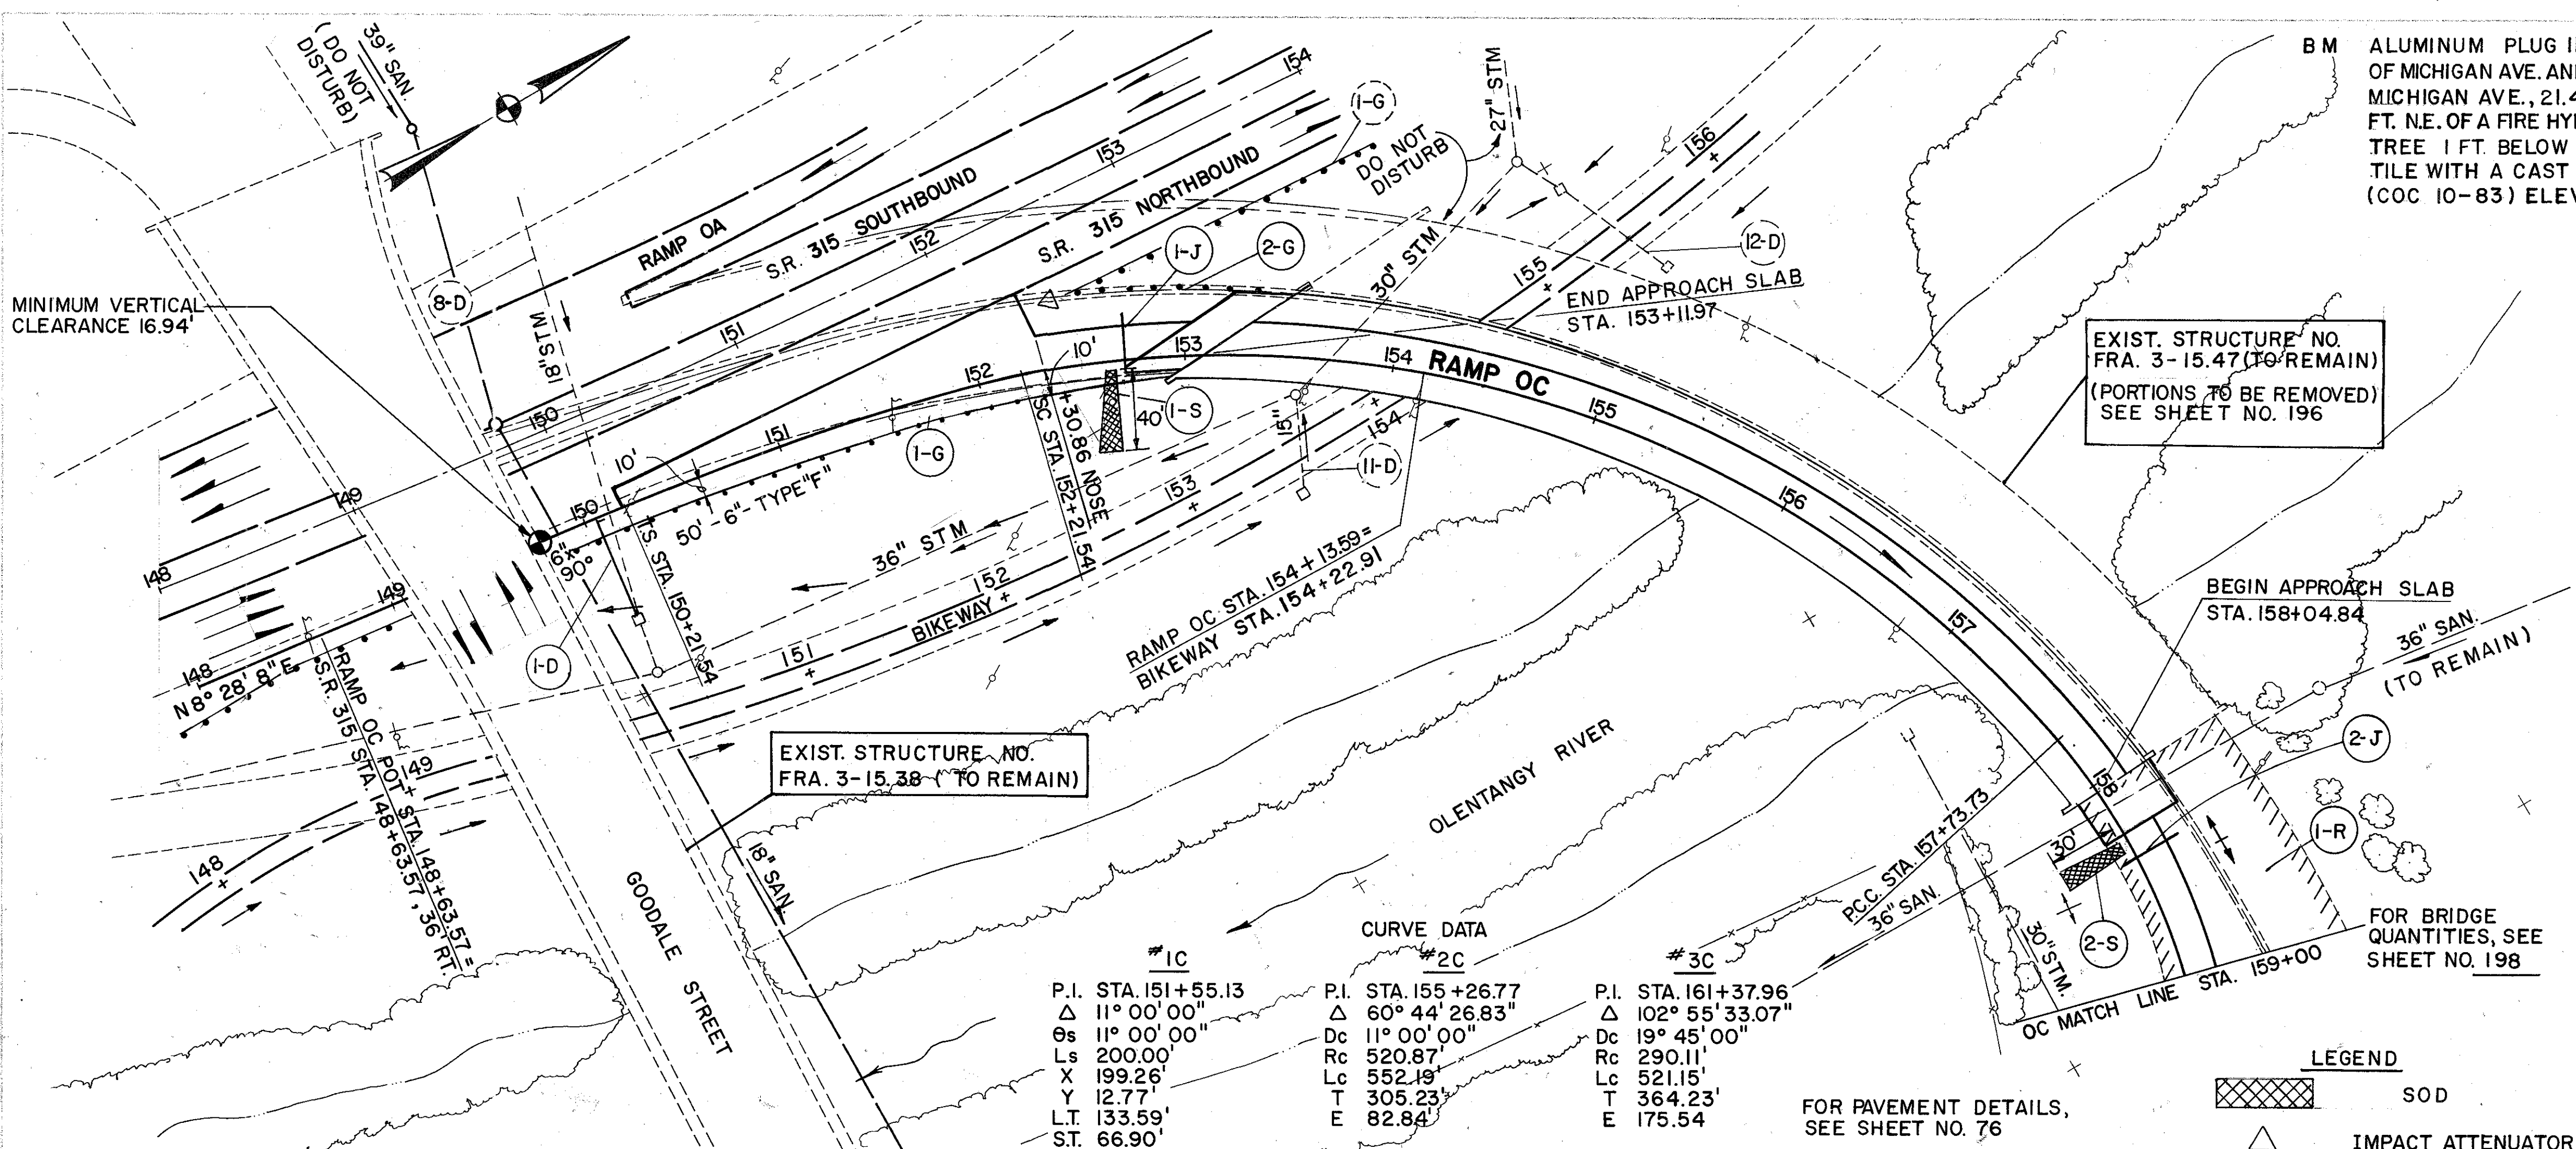 39" SAN.
(DO NOT
DISTURB)
MINIMUM VERTICAL
CLEARANCE 16.94'
8-D
18" STM
RAMP OA
S.R. 315 SOUTHBOUND
S.R. 315 NORTHBOUND
150
151
152
153
154
1-G
DO NOT
DISTURB
27" STM
30" STM
156
155
12-D
1-J
2-G
END APPROACH SLAB
STA. 153+11.97
BM
ALUMINUM PLUG
OF MICHIGAN AVE.
MICHIGAN AVE., 21.4
FT. N.E. OF A FIRE
TREE 1 FT. BELOW
TILE WITH A CAST
(COC 10-83) ELEV
EXIST. STRUCTURE NO.
FRA. 3-15.47 (TO REMAIN)
(PORTIONS TO BE REMOVED)
SEE SHEET NO. 196
150
151
152
153
154
RAMP OC
155
156
157
158
10'
10'
1-S
40'
1-G
15"
11-D
50'-6"-TYPE "F"
6"x
90°
T.S. STA. 150+21.54
+30.86 NOSE
SC STA. 152+21.54
36" STM
BIKEWAY
151
152
153
154
RAMP OC STA. 154+13.59=
BIKEWAY STA. 154+22.91
1-D
148
149
148
149
N 8° 28' 8" E
RAMP OC POT STA. 148+63.57=
S.R. 315 STA. 148+63.57, 36' RT.
148
149
EXIST. STRUCTURE NO.
FRA. 3-15.38 (TO REMAIN)
18" SAN.
GOODALE STREET
OLENTANGY RIVER
BEGIN APPROACH SLAB
STA. 158+04.84
36" SAN.
(TO REMAIN)
2-J
1-R
30'
2-S
P.C.C. STA. 157+73.73
36" SAN.
30" STM.
OC MATCH LINE STA. 159+00
FOR BRIDGE
QUANTITIES, SEE
SHEET NO. 198
CURVE DATA
#1C
P.I. STA. 151+55.13
Δ 11° 00' 00"
θs 11° 00' 00"
Ls 200.00'
X 199.26'
Y 12.77'
L.T. 133.59'
S.T. 66.90'
#2C
P.I. STA. 155+26.77
Δ 60° 44' 26.83"
Dc 11° 00' 00"
Rc 520.87'
Lc 552.19'
T 305.23'
E 82.84'
#3C
P.I. STA. 161+37.96
Δ 102° 55' 33.07"
Dc 19° 45' 00"
Rc 290.11'
Lc 521.15'
T 364.23'
E 175.54
FOR PAVEMENT DETAILS,
SEE SHEET NO. 76
LEGEND
SOD
IMPACT ATTENUATOR